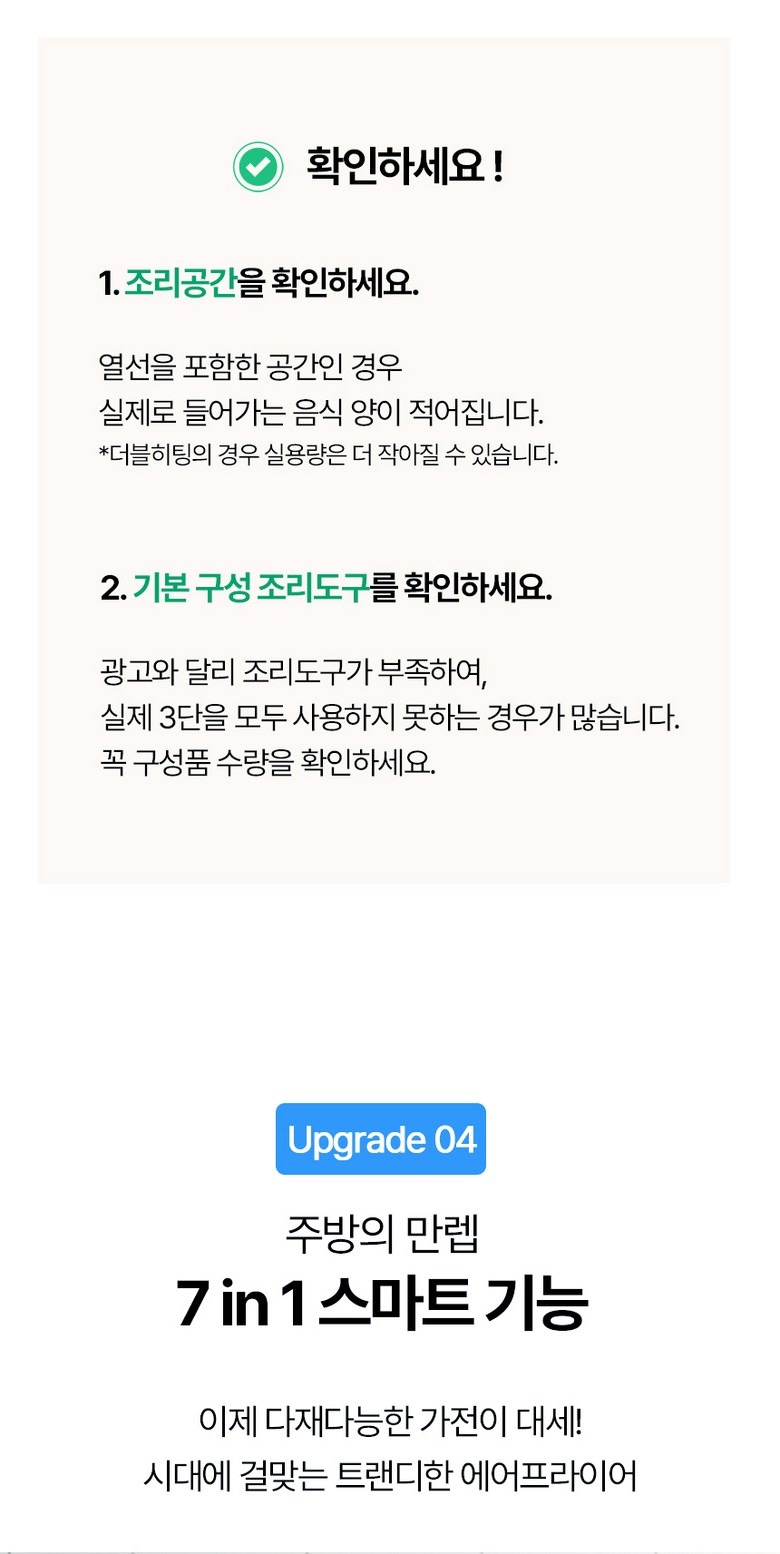 확인하세요 !
1. 조리공간을 확인하세요.
열선을 포함한 공간인 경우
실제로 들어가는 음식 양이 적어집니다.
*더블히팅의 경우 실용량은 더 작아질 수 있습니다.
2. 기본 구성 조리도구를 확인하세요.
광고와 달리 조리도구가 부족하여,
실제 3단을 모두 사용하지 못하는 경우가 많습니다.
꼭 구성품 수량을 확인하세요.
Upgrade 04
주방의 만렙
7 in 1 스마트 기능
이제 다재다능한 가전이 대세!
시대에 걸맞는 트랜디한 에어프라이어